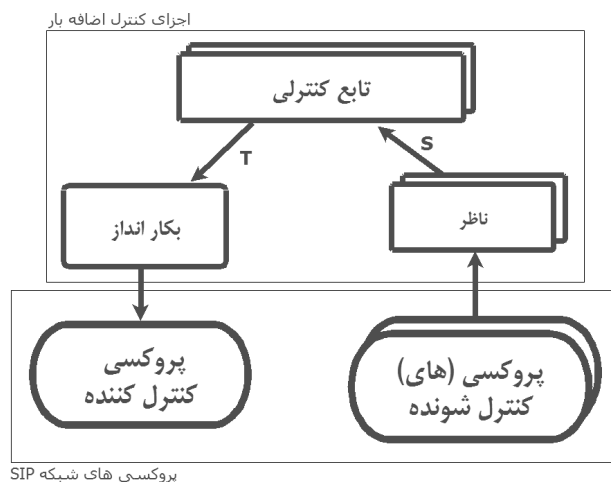 اجزای کنترل اضافه بار
تابع کنترلی
T
S
بکار انداز
ناظر
پروکسی
کنترل کننده
پروکسی (های)
کنترل شونده
پروکسی های شبکه SIP